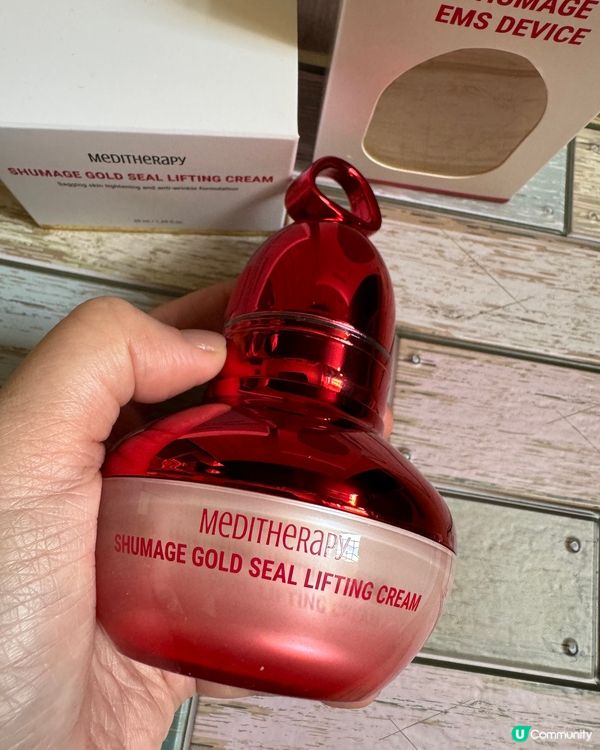 HUMAGE
EMS DEVICE
MEDITHERAPY
SHUMAGE GOLD SEAL LIFTING CREAM
Sagging skin tightening and anti-wrinkle formulation
MEDITHERAPY
SHUMAGE GOLD SEAL LIFTING CREAM
U Community